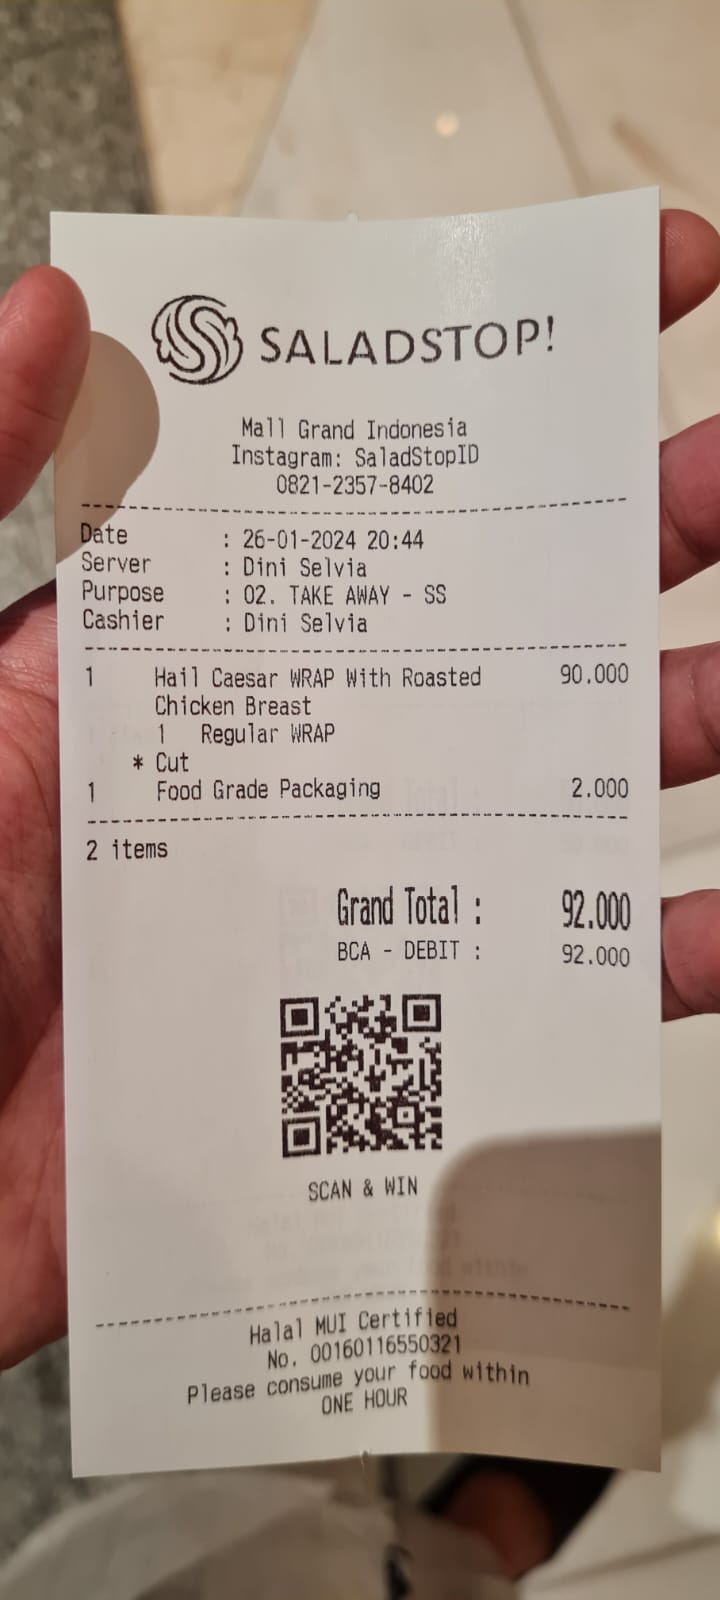 SALADSTOP!
Mall Grand Indonesia
Instagram: SaladStopID
0821-2357-8402
Date : 26-01-2024 20:44
Server : Dini Selvia
Purpose : 02. TAKE AWAY - SS
Cashier : Dini Selvia
1 Hail Caesar WRAP With Roasted 90.000
Chicken Breast
1 Regular WRAP
* Cut
1 Food Grade Packaging 2.000
2 items
Grand Total : 92.000
BCA - DEBIT : 92.000
SCAN & WIN
Halal MUI Certified
No. 00160116550321
Please consume your food within
ONE HOUR